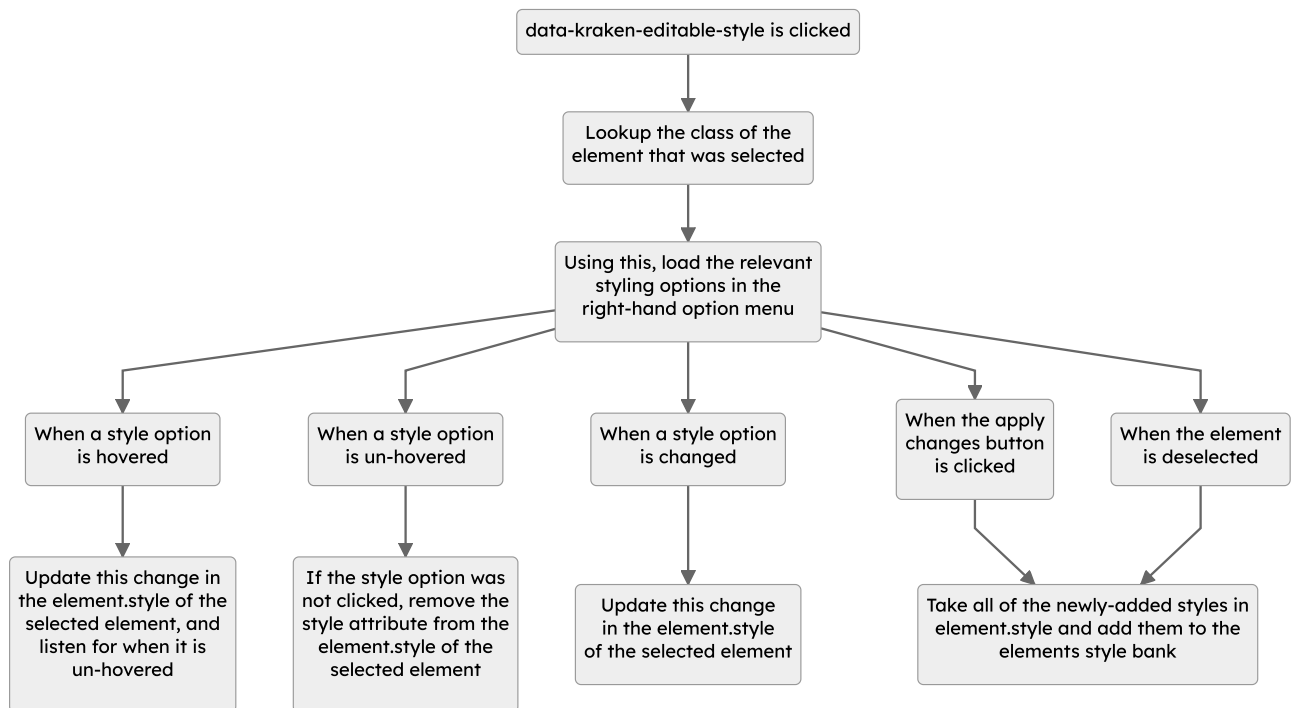 data-kraken-editable-style is clicked
Lookup the class of the
element that was selected
Using this, load the relevant
styling options in the
right-hand option menu
When a style option
is hovered
When a style option
is un-hovered
When a style option
is changed
When the apply
changes button
is clicked
When the element
is deselected
Update this change in
the element.style of the
selected element, and
listen for when it is
un-hovered
If the style option was
not clicked, remove the
style attribute from the
element.style of the
selected element
Update this change
in the element.style
of the selected element
Take all of the newly-added styles in
element.style and add them to the
elements style bank